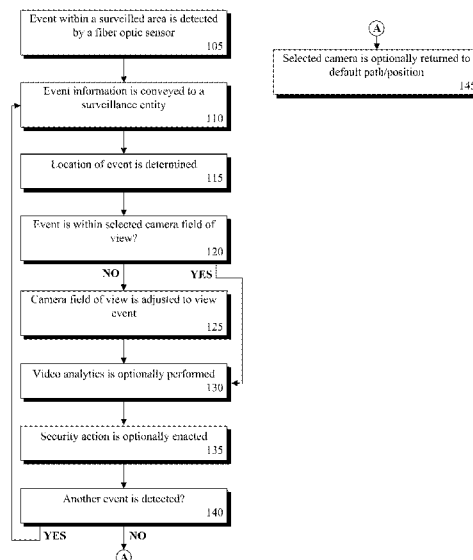 Event within a surveilled area is detected
by a fiber optic sensor
105
Event information is conveyed to a
surveillance entity
110
Location of event is determined
115
Event is within selected camera field of
view?
120
NO
YES
Camera field of view is adjusted to view
event
125
Video analytics is optionally performed
130
Security action is optionally enacted
135
Another event is detected?
140
YES
NO
A
A
Selected camera is optionally returned to
default path/position
145